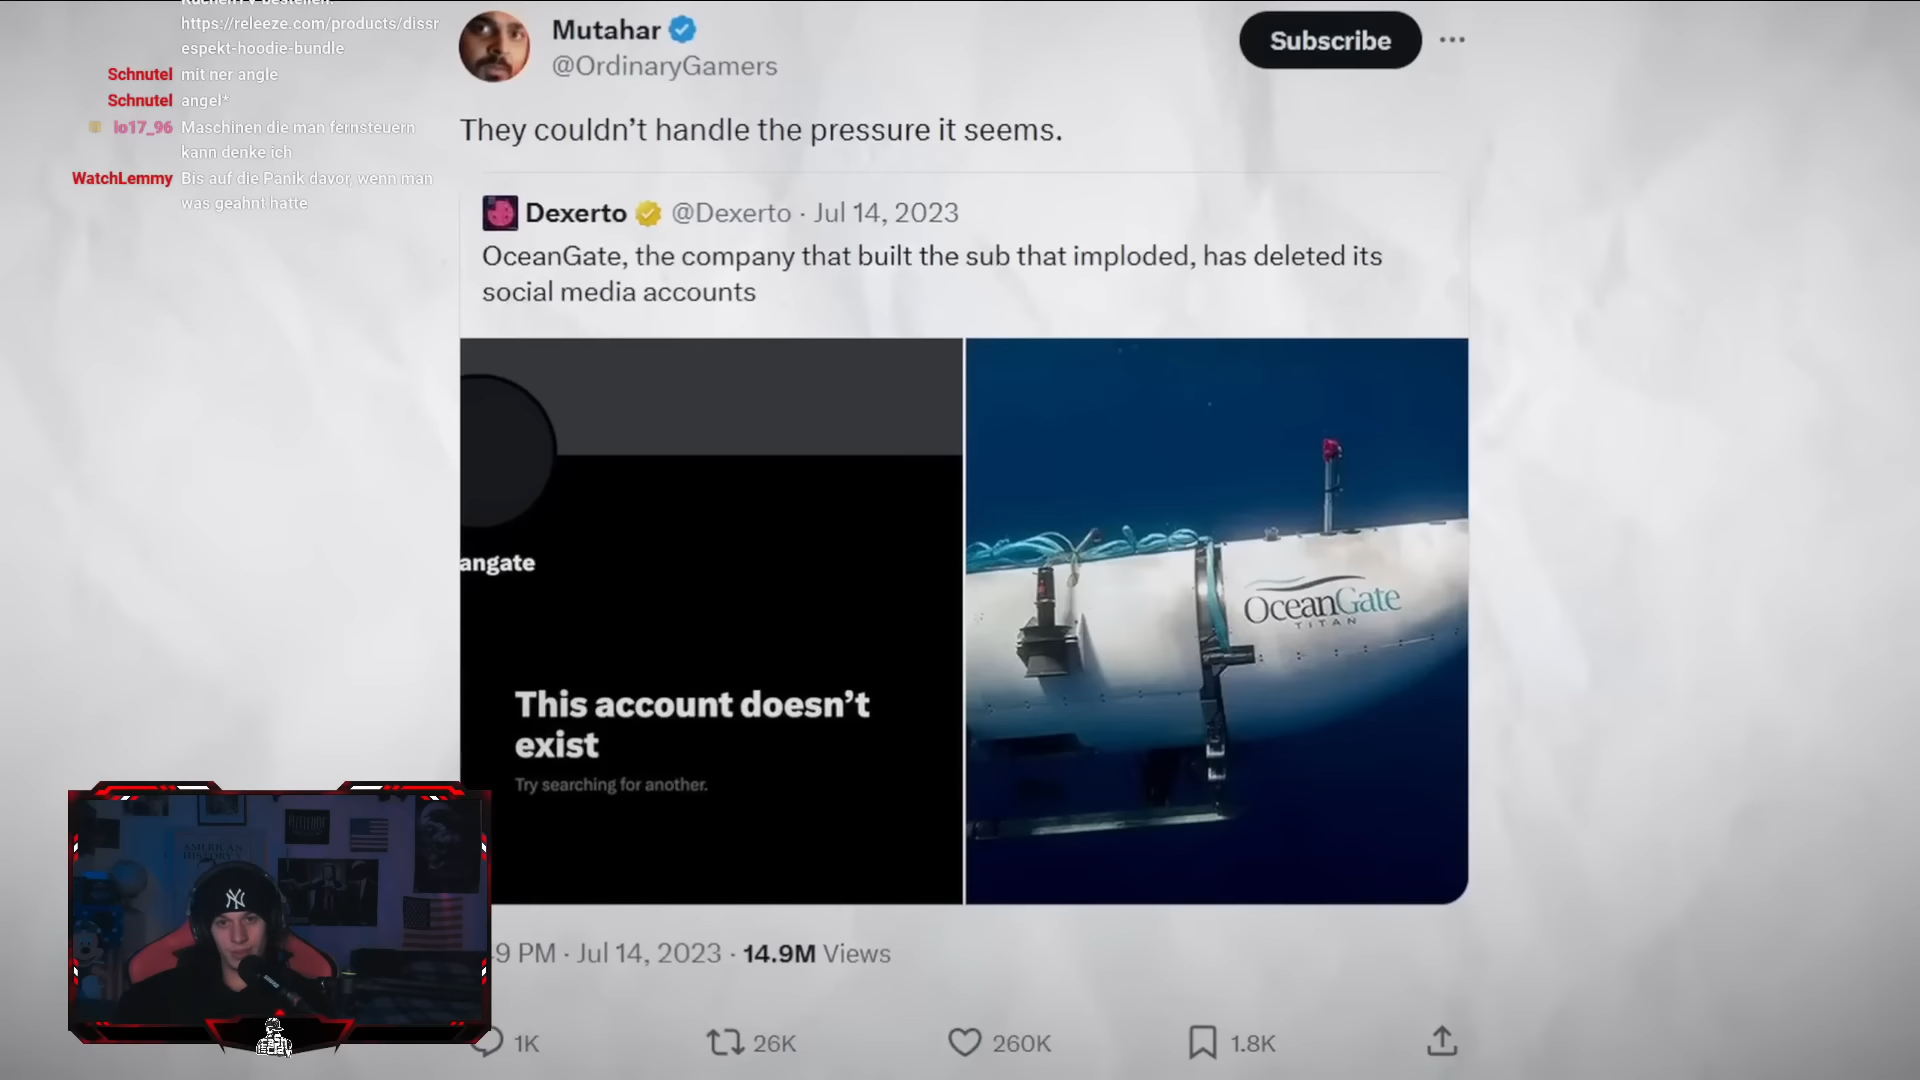 https://releeze.com/products/dissr
espekt-hoodie-bundle
Schnutel mit ner angle
Schnutel angel*
lo17_96 Maschinen die man fernsteuern
kann denke ich
WatchLemmy Bis auf die Panik davor, wenn man
was geahnt hatte
Mutahar
@OrdinaryGamers
Subscribe
They couldn’t handle the pressure it seems.
Dexerto @Dexerto · Jul 14, 2023
OceanGate, the company that built the sub that imploded, has deleted its
social media accounts
angate
This account doesn’t
exist
Try searching for another.
OceanGate
TITAN
AMERICAN
HISTORY
NY
9 PM · Jul 14, 2023 · 14.9M Views
1K
26K
260K
1.8K